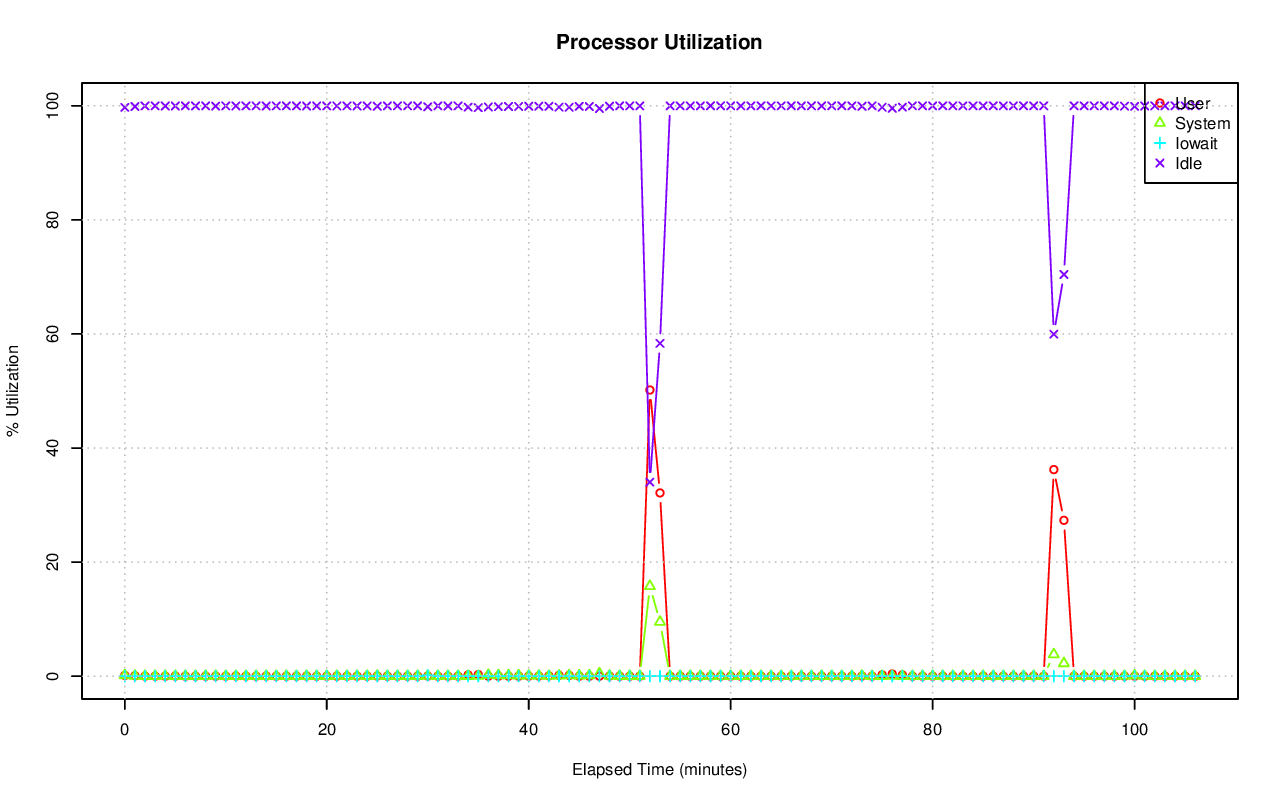 Processor Utilization
% Utilization
100
80
60
40
20
0
0 20 40 60 80 100
Elapsed Time (minutes)
User
System
Iowait
Idle